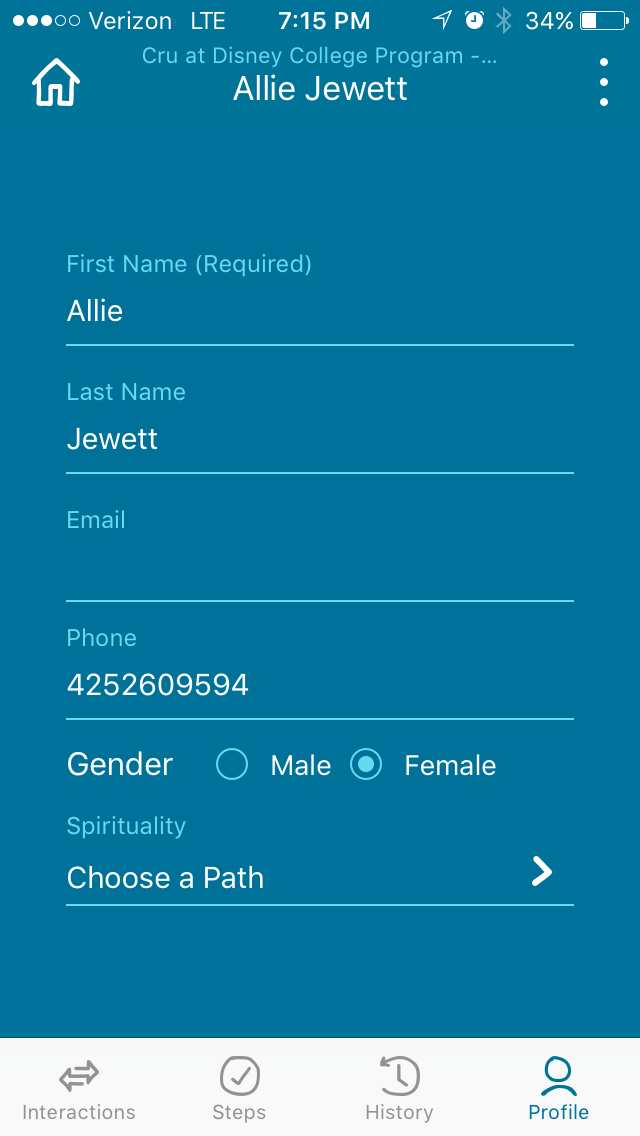 Verizon LTE 7:15 PM 34%
Cru at Disney College Program -...
Allie Jewett
First Name (Required)
Allie
Last Name
Jewett
Email
Phone
4252609594
Gender Male Female
Spirituality
Choose a Path
Interactions Steps History Profile